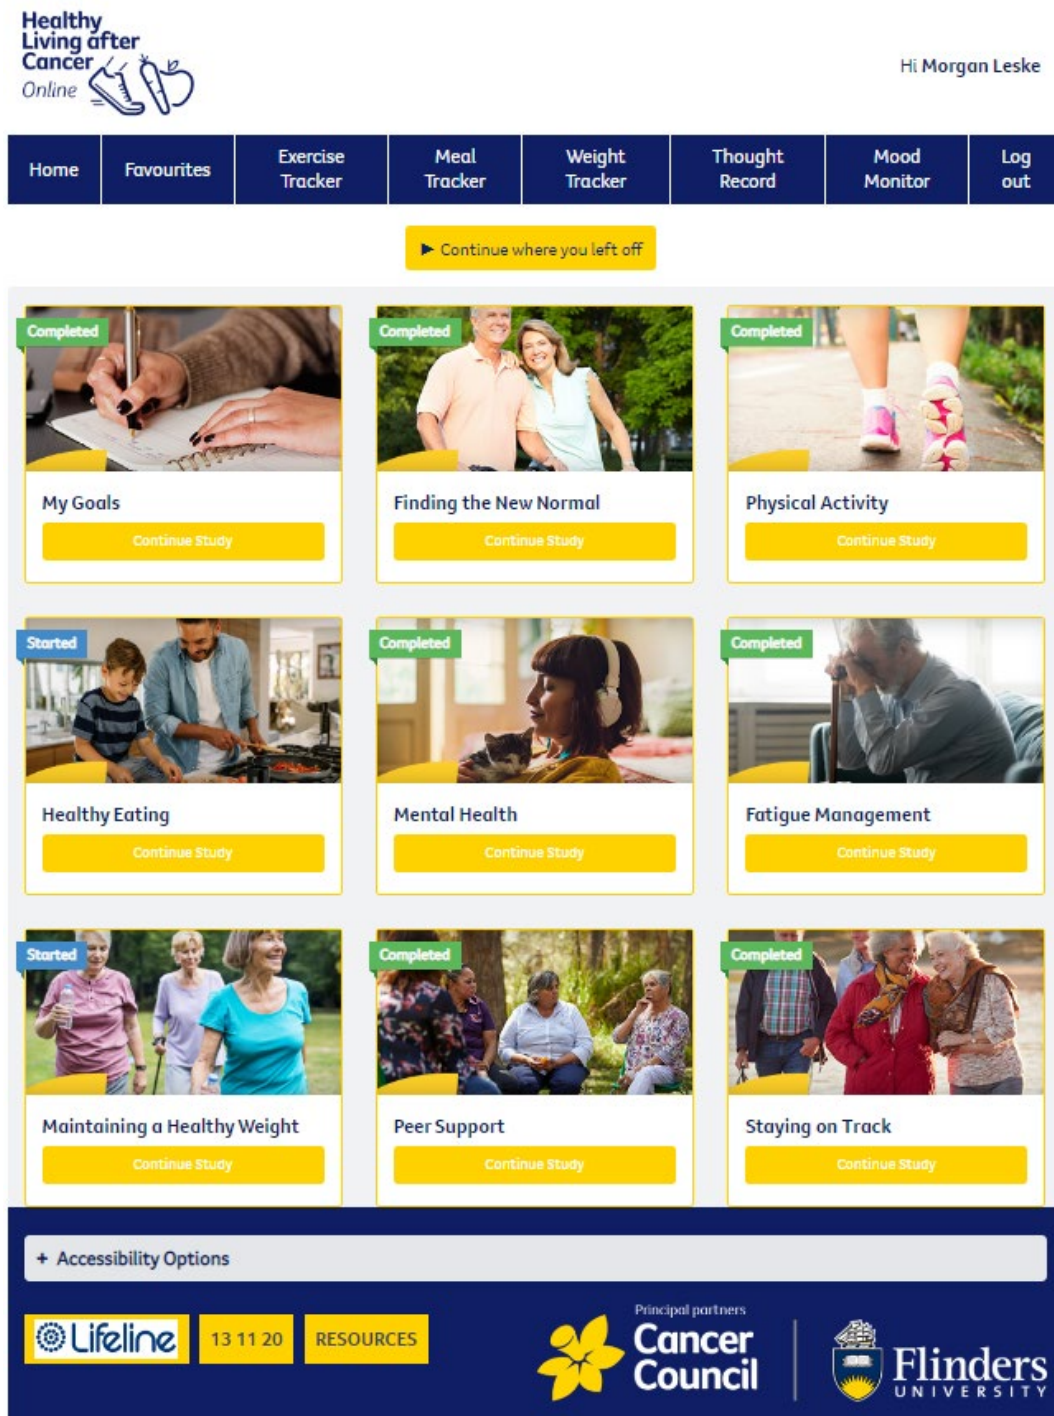 Healthy
Living after
Cancer
Online
Hi Morgan Leske
Home
Favourites
Exercise
Tracker
Meal
Tracker
Weight
Tracker
Thought
Record
Mood
Monitor
Log
out
► Continue where you left off
Completed
Completed
Completed
My Goals
Finding the New Normal
Physical Activity
Continue Study
Continue Study
Continue Study
Started
Completed
Completed
Healthy Eating
Mental Health
Fatigue Management
Continue Study
Continue Study
Continue Study
Started
Completed
Completed
Maintaining a Healthy Weight
Peer Support
Staying on Track
Continue Study
Continue Study
Continue Study
+ Accessibility Options
Lifeline
13 11 20
RESOURCES
Principal partners
Cancer
Council
Flinders
UNIVERSITY